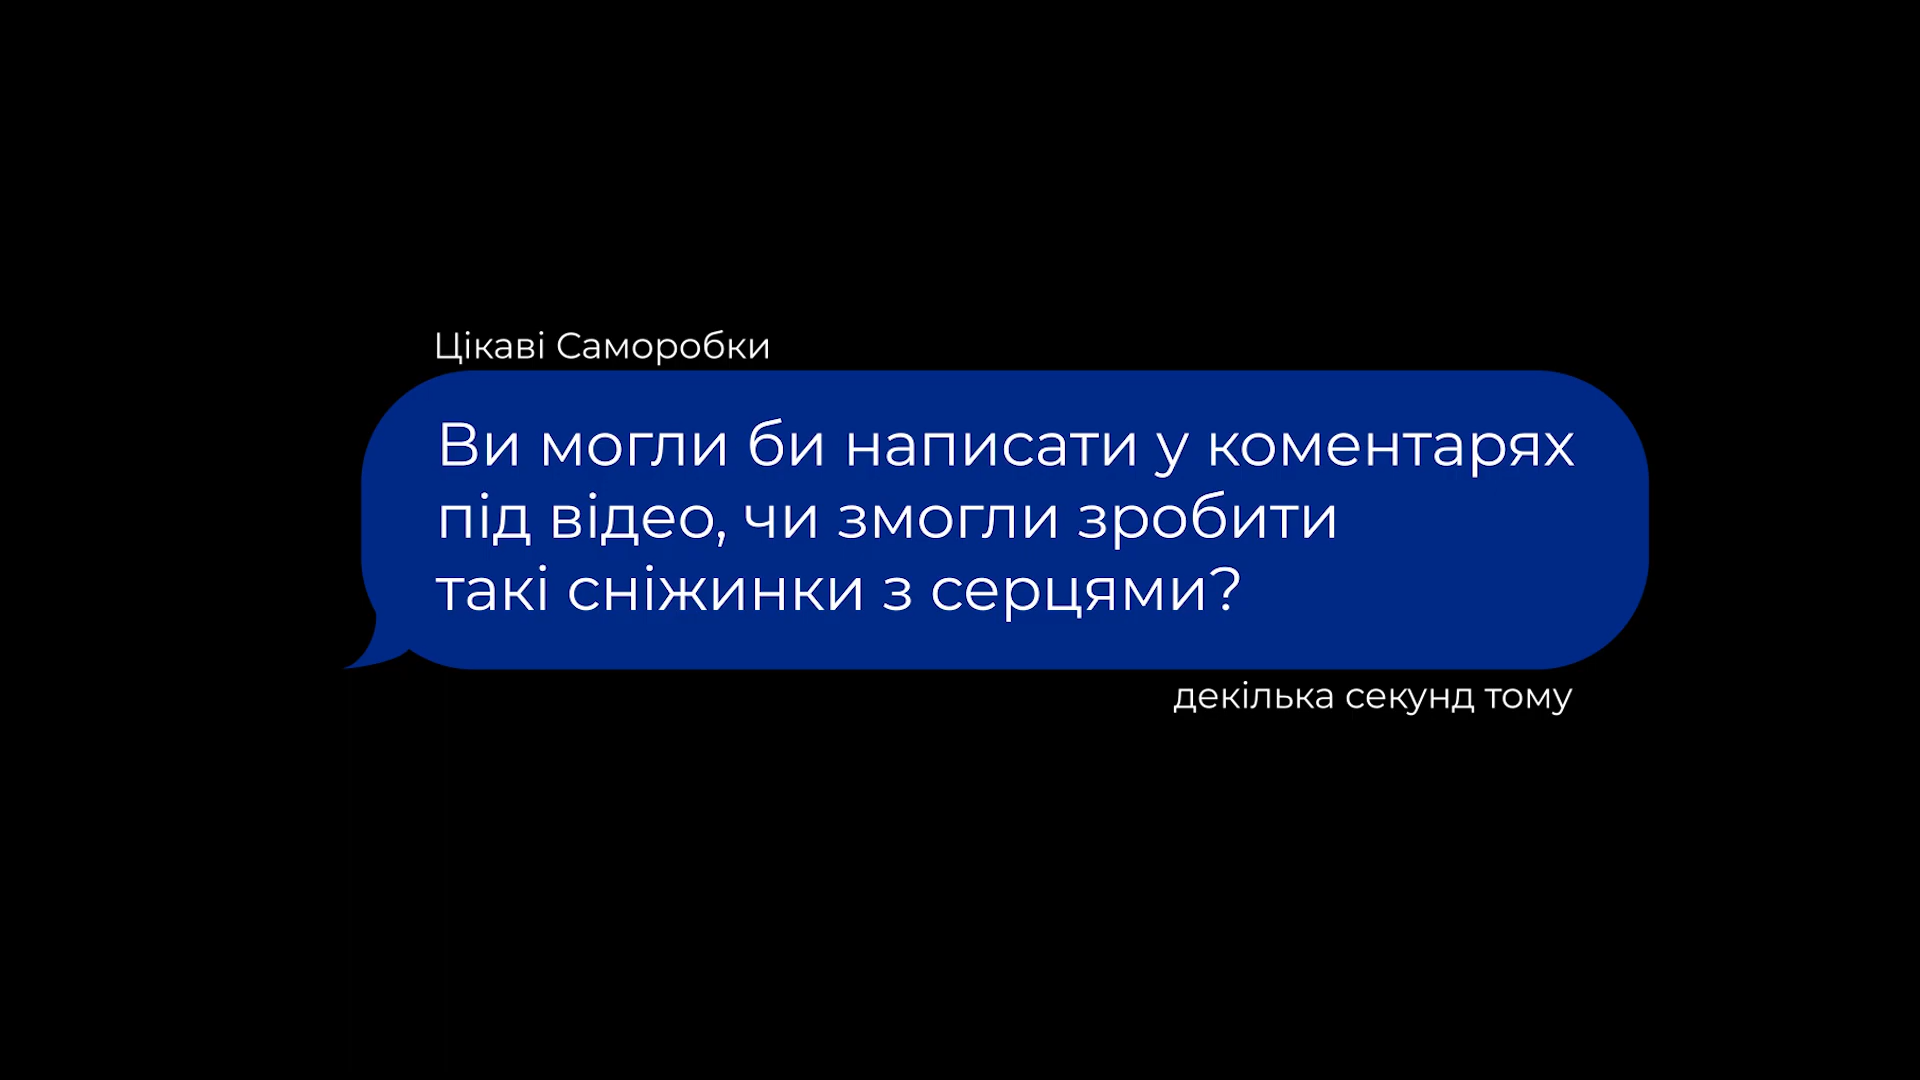 Цікаві Саморобки
Ви могли би написати у коментарях
під відео, чи змогли зробити
такі сніжинки з серцями?
декілька секунд тому